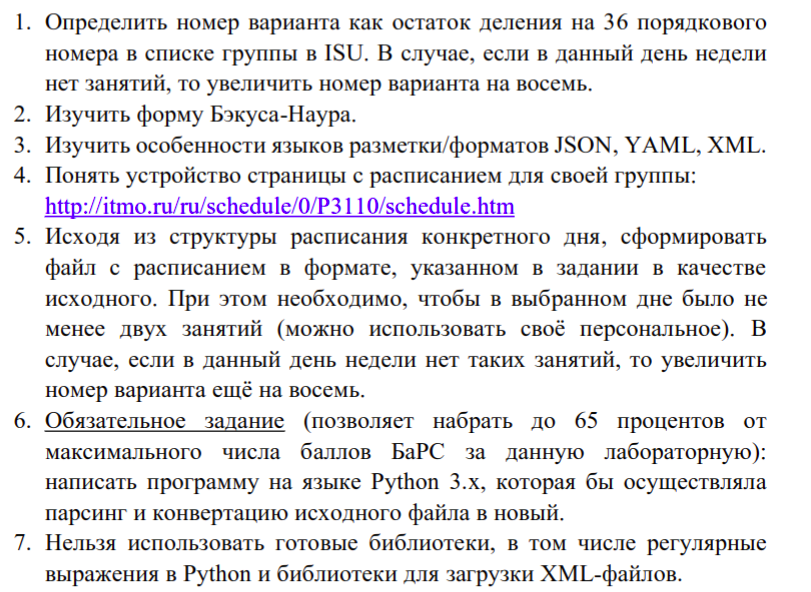 1. Определить номер варианта как остаток деления на 36 порядкового
номера в списке группы в ISU. В случае, если в данный день недели
нет занятий, то увеличить номер варианта на восемь.
2. Изучить форму Бэкуса-Наура.
3. Изучить особенности языков разметки/форматов JSON, YAML, XML.
4. Понять устройство страницы с расписанием для своей группы:
http://itmo.ru/ru/schedule/0/P3110/schedule.htm
5. Исходя из структуры расписания конкретного дня, сформировать
файл с расписанием в формате, указанном в задании в качестве
исходного. При этом необходимо, чтобы в выбранном дне было не
менее двух занятий (можно использовать своё персональное). В
случае, если в данный день недели нет таких занятий, то увеличить
номер варианта ещё на восемь.
6. Обязательное задание (позволяет набрать до 65 процентов от
максимального числа баллов БаРС за данную лабораторную):
написать программу на языке Python 3.x, которая бы осуществляла
парсинг и конвертацию исходного файла в новый.
7. Нельзя использовать готовые библиотеки, в том числе регулярные
выражения в Python и библиотеки для загрузки XML-файлов.